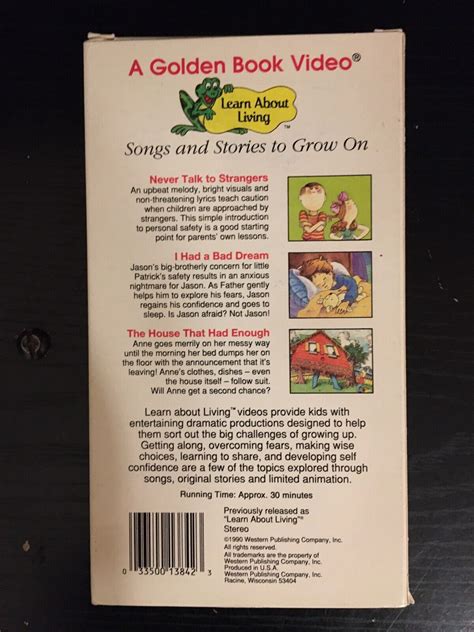 A Golden Book Video®
Learn About
Living
™
Songs and Stories to Grow On
Never Talk to Strangers
An upbeat melody, bright visuals and
non-threatening lyrics teach caution
when children are approached by
strangers. This simple introduction
to personal safety is a good starting
point for parents' own lessons.
I Had a Bad Dream
Jason's big-brotherly concern for little
Patrick's safety results in an anxious
nightmare for Jason. As Father gently
helps him to explore his fears, Jason
regains his confidence and goes to
sleep. Is Jason afraid? Not Jason!
The House That Had Enough
Anne goes merrily on her messy way
until the morning her bed dumps her on
the floor with the announcement that it's
leaving! Anne's clothes, dishes – even
the house itself – follow suit.
Will Anne get a second chance?
Learn about Living™ videos provide kids with
entertaining dramatic productions designed to help
them sort out the big challenges of growing up.
Getting along, overcoming fears, making wise
choices, learning to share, and developing self
confidence are a few of the topics explored through
songs, original stories and limited animation.
Running Time: Approx. 30 minutes
Previously released as
"Learn About Living™"
Stereo
©1990 Western Publishing Company, Inc.
All rights reserved.
All trademarks are the property of
Western Publishing Company, Inc.
Produced in U.S.A.
Western Publishing Company, Inc.
Racine, Wisconsin 53404
0 33500 13842 3